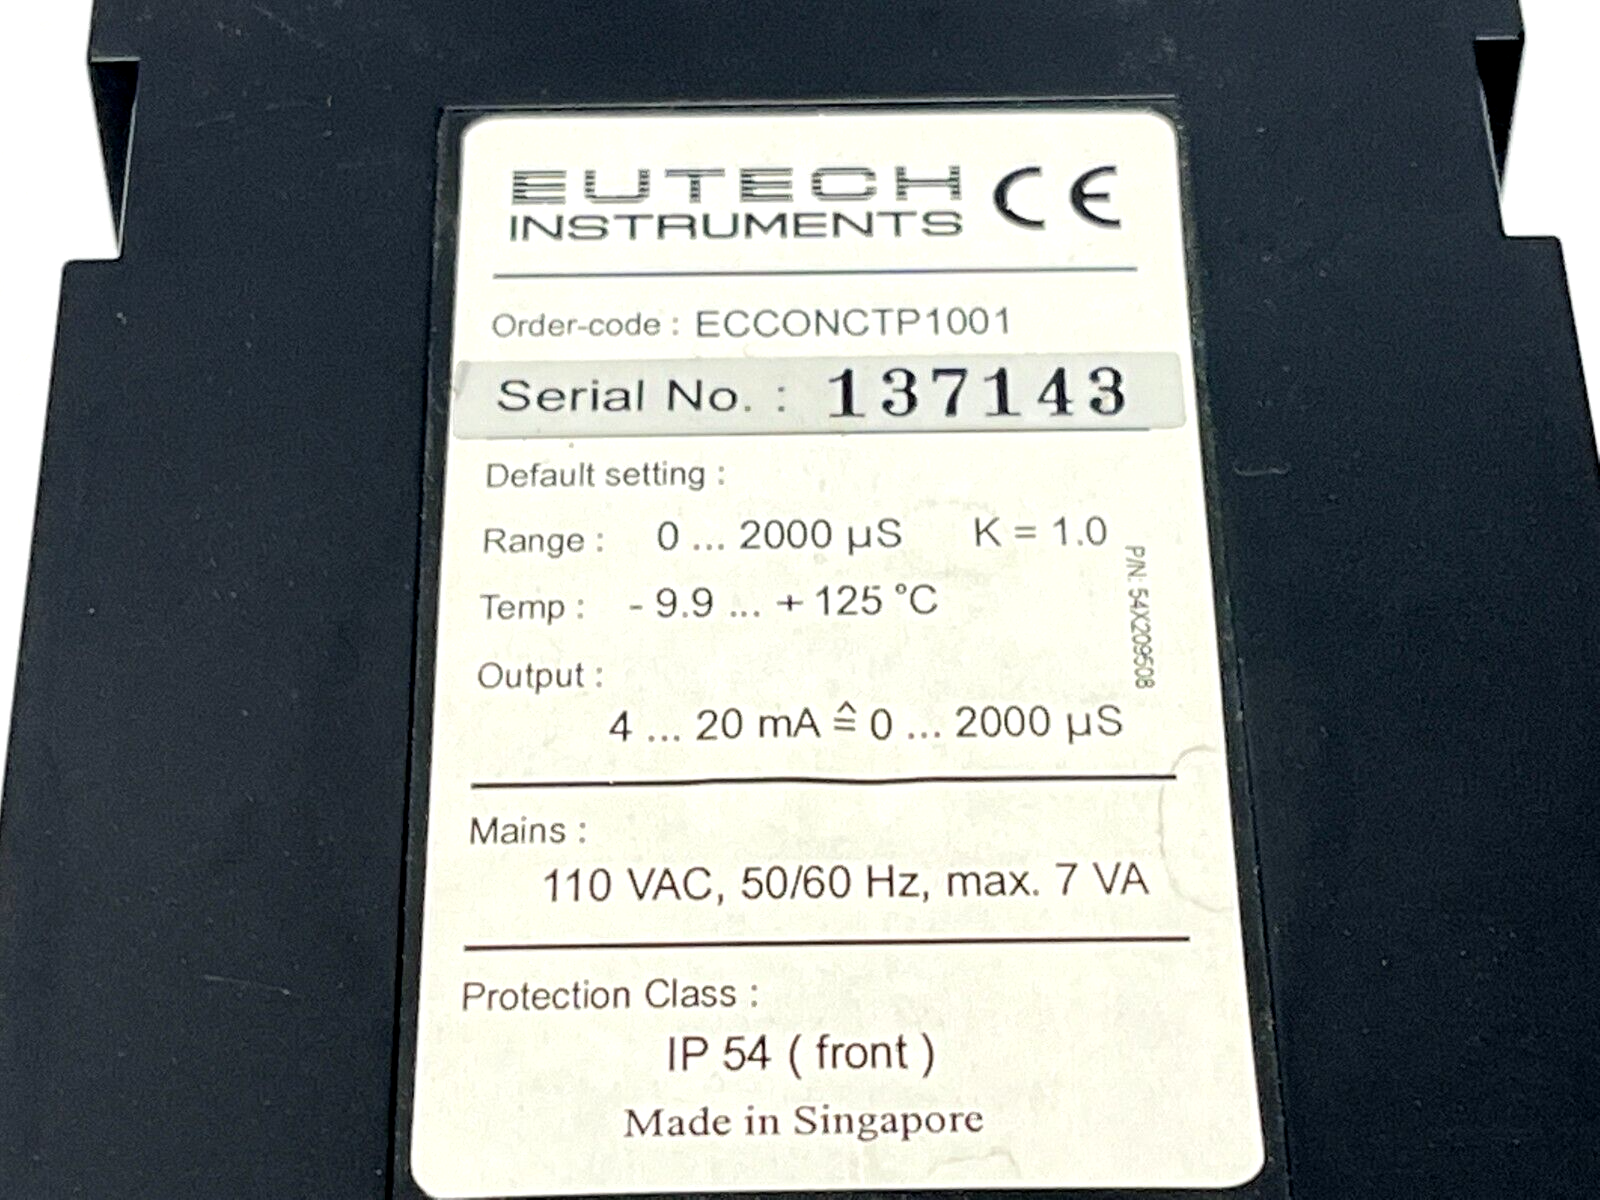 EUTECH
INSTRUMENTS CE
Order-code : ECCONCTP1001
Serial No. : 137143
Default setting :
Range : 0 ... 2000 µS K = 1.0
Temp : - 9.9 ... + 125 °C
Output :
4 ... 20 mA ≙ 0 ... 2000 µS
P/N: 54X209508
Mains :
110 VAC, 50/60 Hz, max. 7 VA
Protection Class :
IP 54 ( front )
Made in Singapore